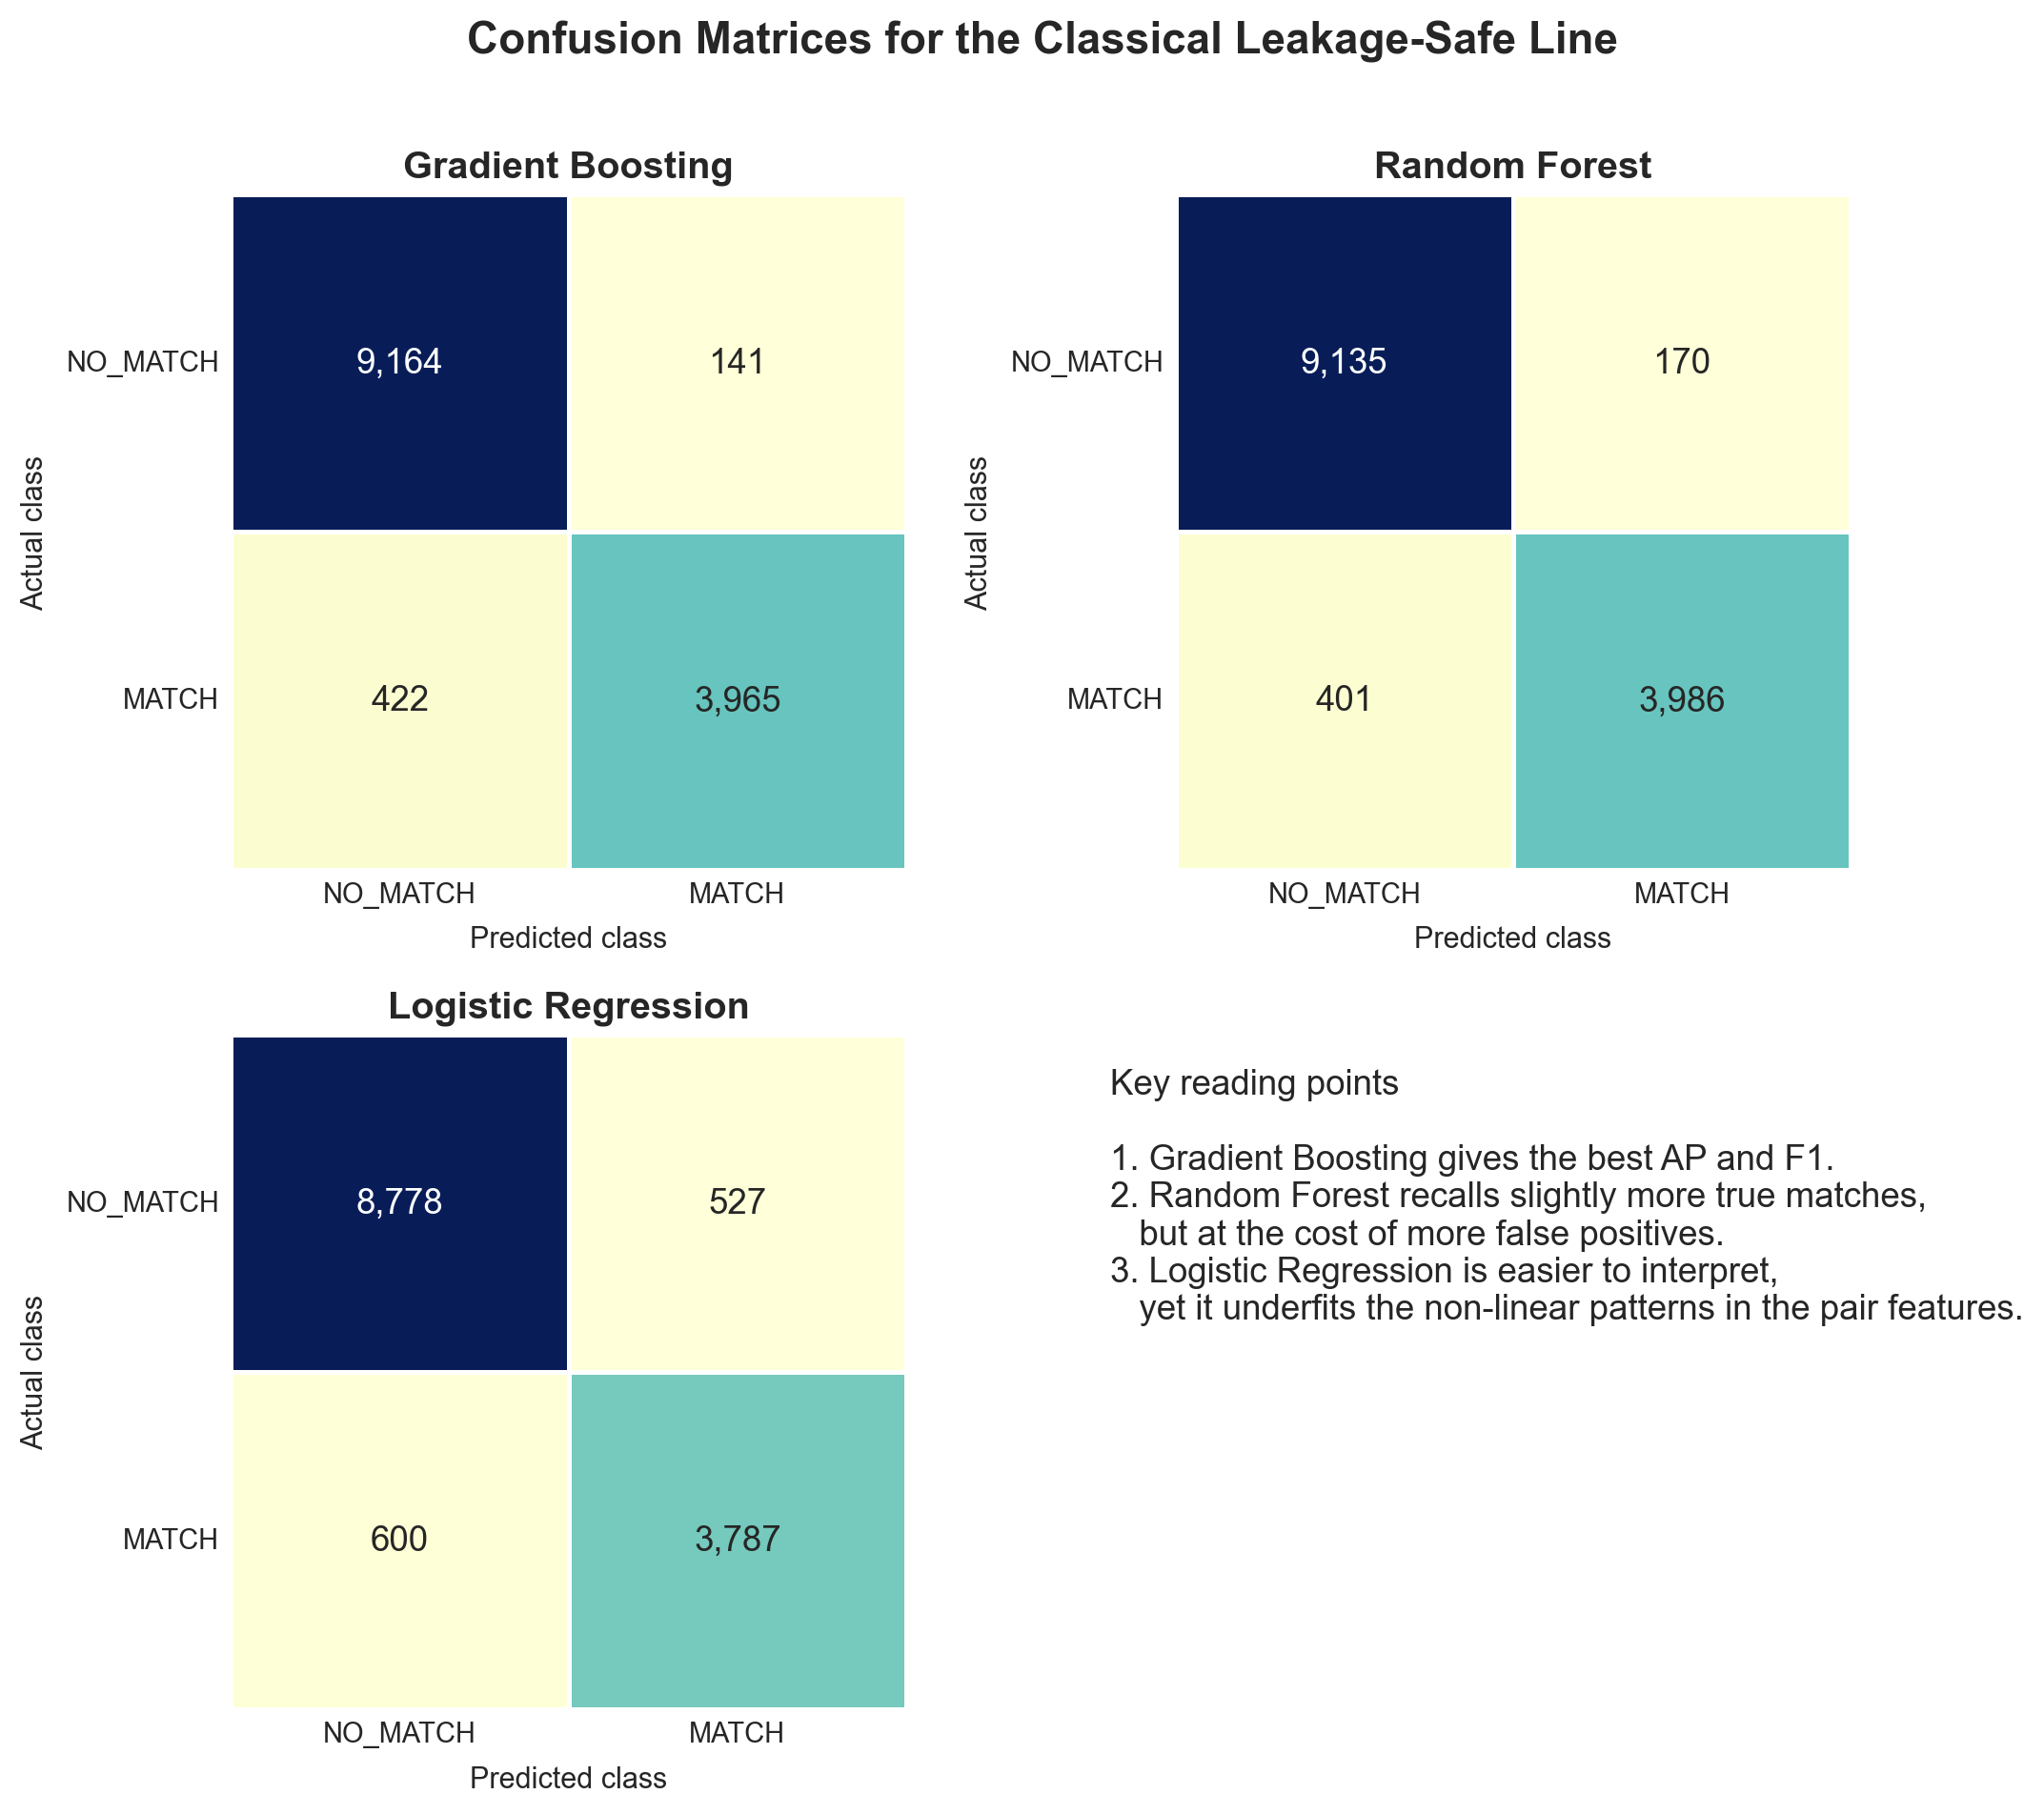 Confusion Matrices for the Classical Leakage-Safe Line
Gradient Boosting
Actual class
NO_MATCH
9,164
141
MATCH
422
3,965
NO_MATCH
MATCH
Predicted class
Random Forest
Actual class
NO_MATCH
9,135
170
MATCH
401
3,986
NO_MATCH
MATCH
Predicted class
Logistic Regression
Actual class
NO_MATCH
8,778
527
MATCH
600
3,787
NO_MATCH
MATCH
Predicted class
Key reading points
1. Gradient Boosting gives the best AP and F1.
2. Random Forest recalls slightly more true matches,
but at the cost of more false positives.
3. Logistic Regression is easier to interpret,
yet it underfits the non-linear patterns in the pair features.